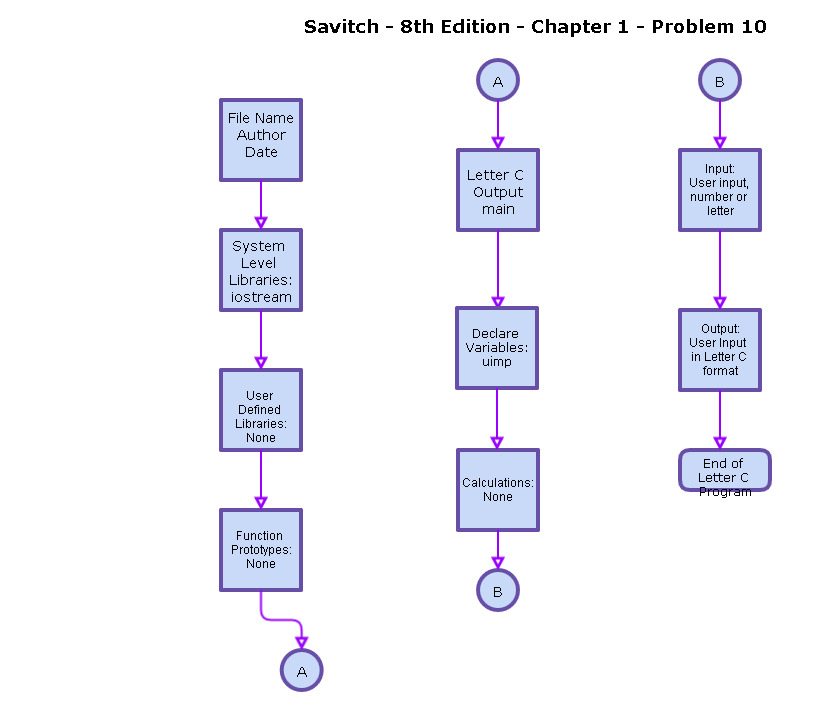 Savitch - 8th Edition - Chapter 1 - Problem 10
File Name
Author
Date
System
Level
Libraries:
iostream
User
Defined
Libraries:
None
Function
Prototypes:
None
A
A
Letter C
Output
main
Declare
Variables:
uimp
Calculations:
None
B
B
Input:
User input,
number or
letter
Output:
User Input
in Letter C
format
End of
Letter C
Program